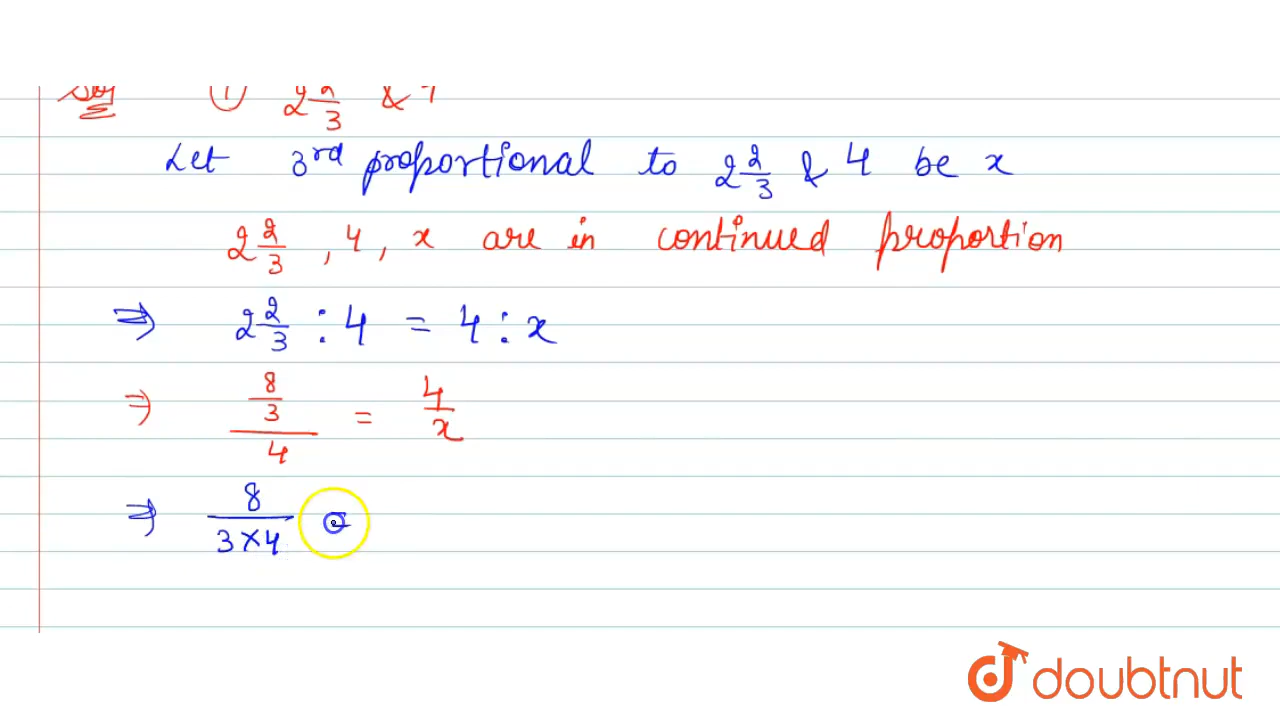 Sol ① 2 2/3 & 4
Let 3rd proportional to 2 2/3 & 4 be x
2 2/3 , 4 , x are in continued proportion
⇒ 2 2/3 : 4 = 4 : x
⇒ 8/3 / 4 = 4/x
⇒ 8 / 3×4 =
doubtnut